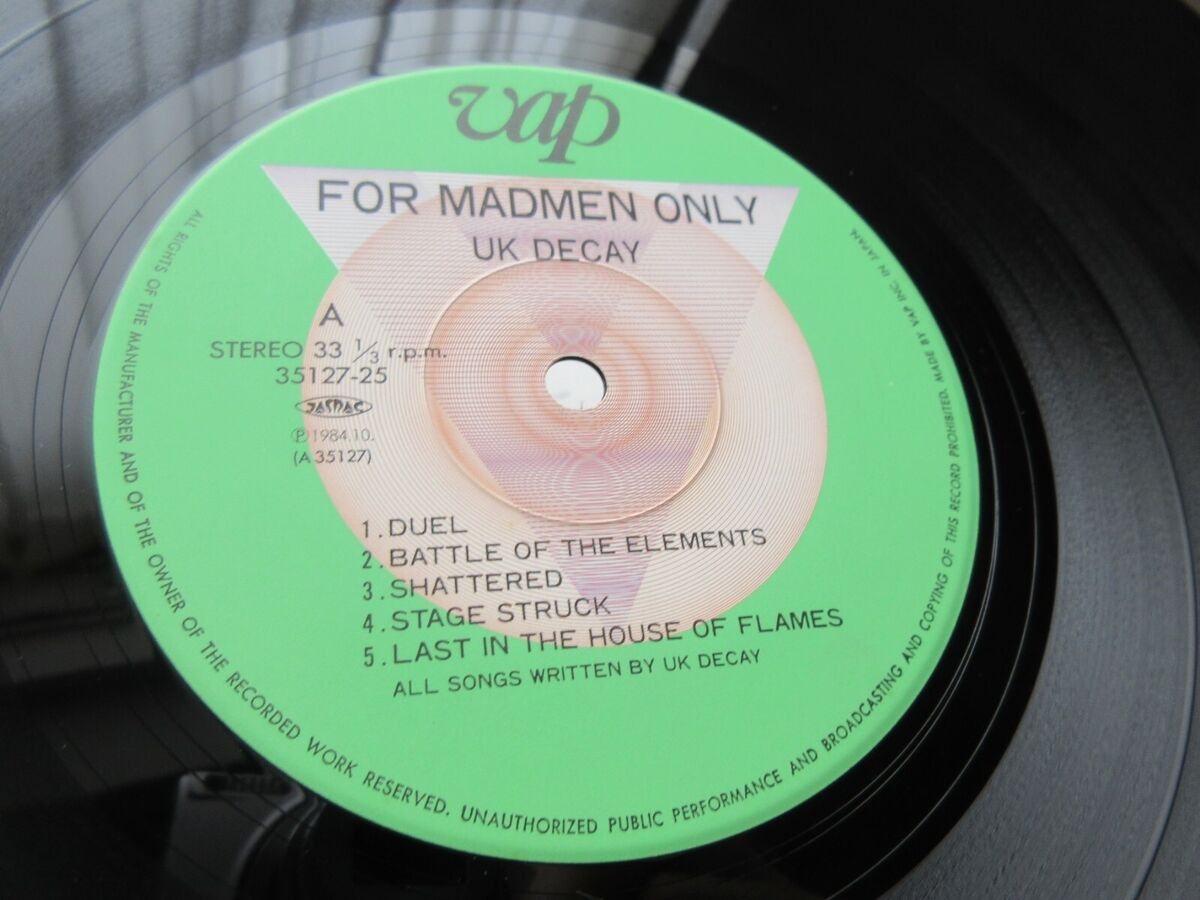 vap
FOR MADMEN ONLY
UK DECAY
A
STEREO 33 1/3 r.p.m.
35127-25
JASRAC
Ⓟ1984.10.
(A 35127)
1. DUEL
2. BATTLE OF THE ELEMENTS
3. SHATTERED
4. STAGE STRUCK
5. LAST IN THE HOUSE OF FLAMES
ALL SONGS WRITTEN BY UK DECAY
ALL RIGHTS OF THE MANUFACTURER AND OF THE OWNER OF THE RECORDED WORK RESERVED. UNAUTHORIZED PUBLIC PERFORMANCE AND BROADCASTING AND COPYING OF THIS RECORD PROHIBITED. MADE BY VAP INC. IN JAPAN.